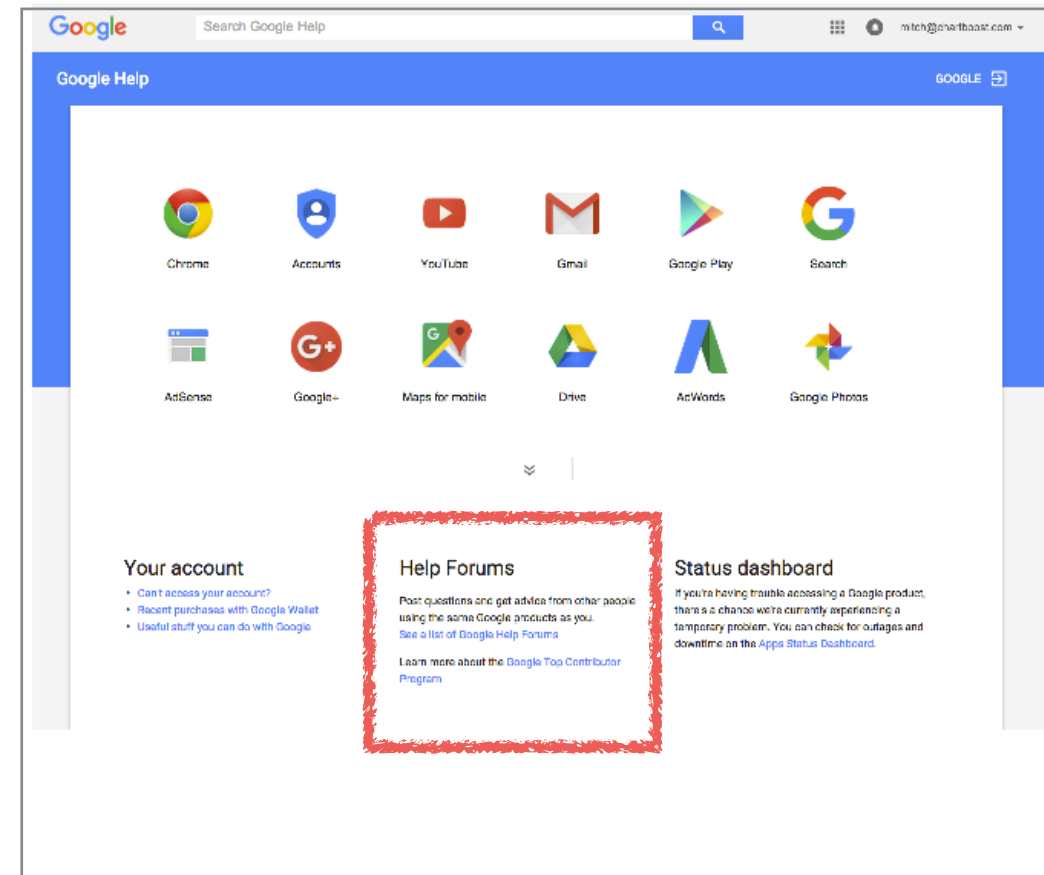 Google
Search Google Help
mitch@chartboost.com
Google Help
GOOGLE
Chrome
Accounts
YouTube
Gmail
Google Play
Search
AdSense
Google+
Maps for mobile
Drive
AdWords
Google Photos
Your account
Can't access your account?
Recent purchases with Google Wallet
Useful stuff you can do with Google
Help Forums
Post questions and get advice from other people
using the same Google products as you.
See a list of Google Help Forums
Learn more about the Google Top Contributor
Program
Status dashboard
If you're having trouble accessing a Google product,
there's a chance we're currently experiencing a
temporary problem. You can check for outages and
downtime on the Apps Status Dashboard.